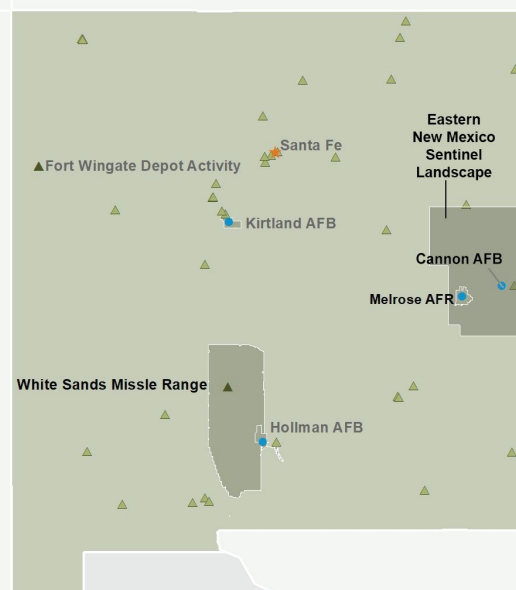 Eastern
New Mexico
Sentinel
Landscape
Santa Fe
Fort Wingate Depot Activity
Kirtland AFB
Cannon AFB
Melrose AFR
White Sands Missle Range
Hollman AFB